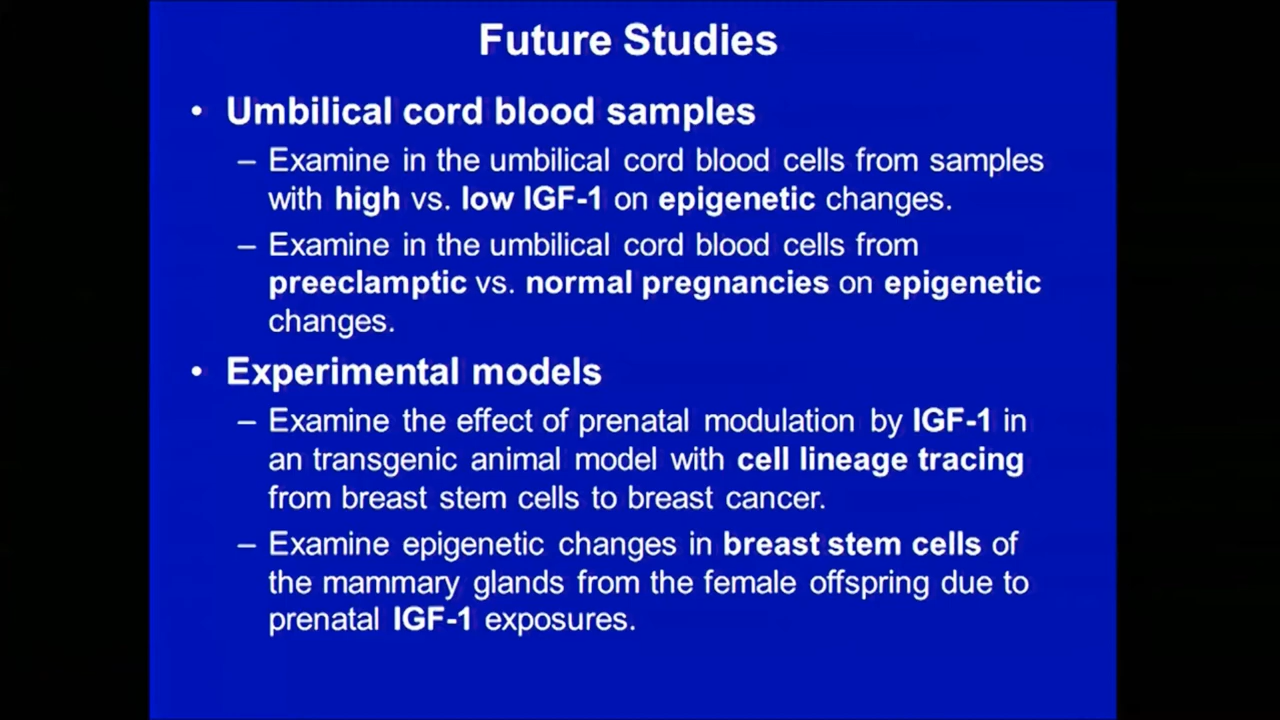 Future Studies
• Umbilical cord blood samples
– Examine in the umbilical cord blood cells from samples
with high vs. low IGF-1 on epigenetic changes.
– Examine in the umbilical cord blood cells from
preeclamptic vs. normal pregnancies on epigenetic
changes.
• Experimental models
– Examine the effect of prenatal modulation by IGF-1 in
an transgenic animal model with cell lineage tracing
from breast stem cells to breast cancer.
– Examine epigenetic changes in breast stem cells of
the mammary glands from the female offspring due to
prenatal IGF-1 exposures.